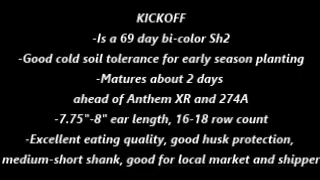 KICKOFF
-Is a 69 day bi-color Sh2
-Good cold soil tolerance for early season planting
-Matures about 2 days
ahead of Anthem XR and 274A
-7.75"-8" ear length, 16-18 row count
-Excellent eating quality, good husk protection,
medium-short shank, good for local market and shipper